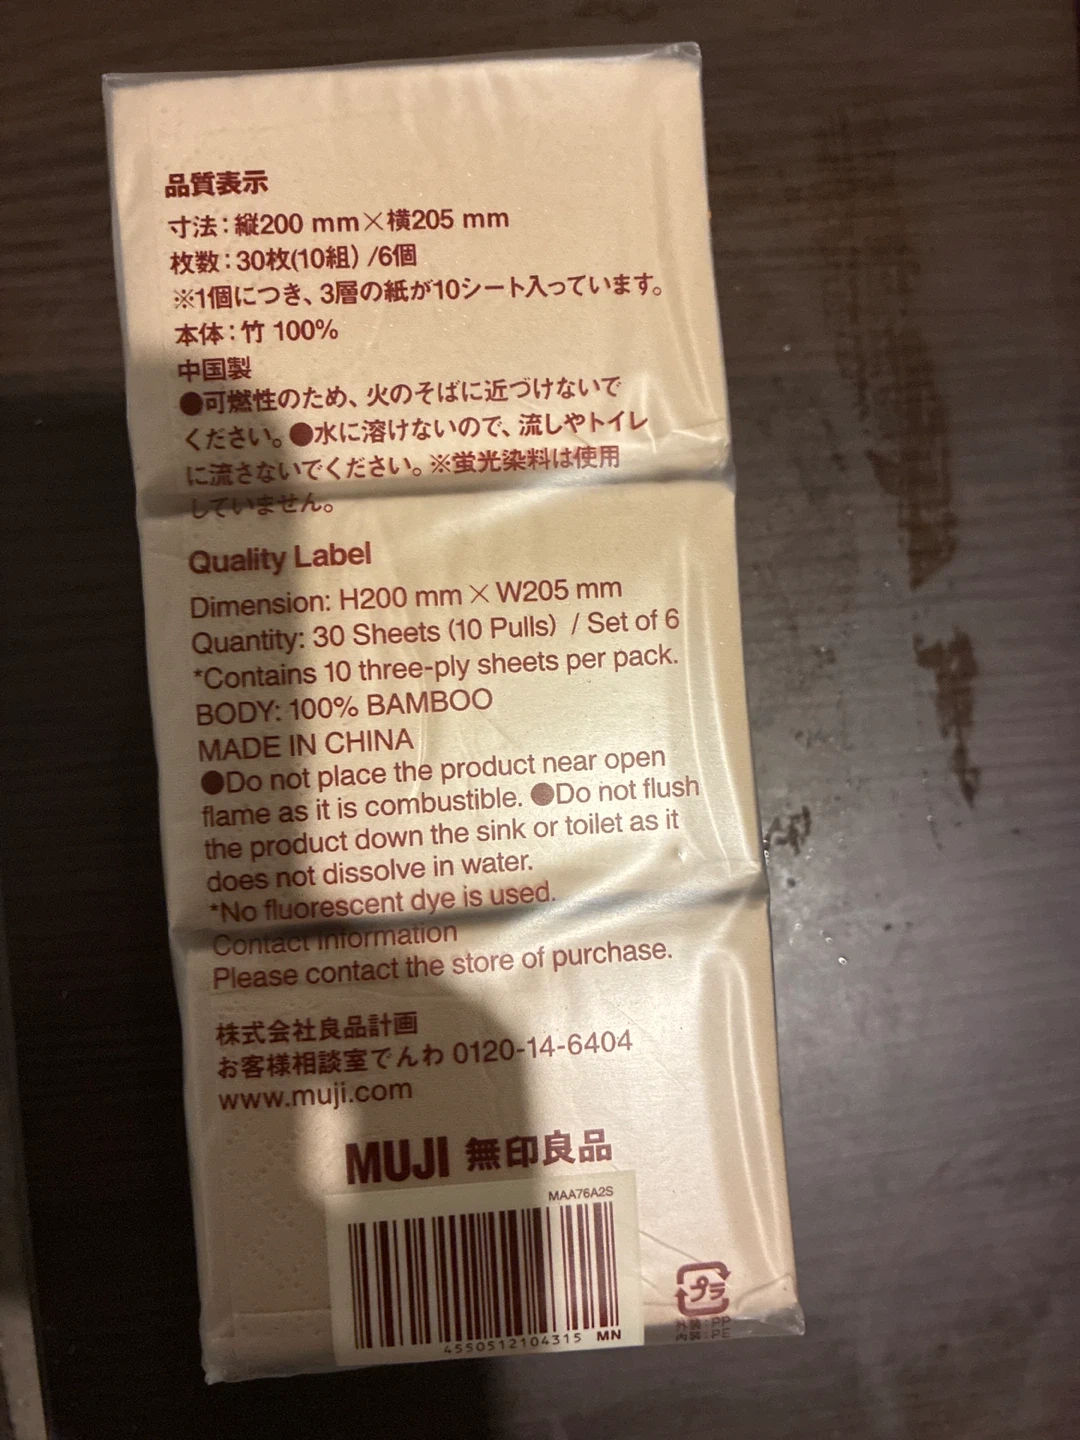 品質表示
寸法：縦200 mm×横205 mm
枚数：30枚(10組) /6個
※1個につき、3層の紙が10シート入っています。
本体：竹 100%
中国製
●可燃性のため、火のそばに近づけないで
ください。●水に溶けないので、流しやトイレ
に流さないでください。※蛍光染料は使用
していません。
Quality Label
Dimension: H200 mm×W205 mm
Quantity: 30 Sheets (10 Pulls) / Set of 6
*Contains 10 three-ply sheets per pack.
BODY: 100% BAMBOO
MADE IN CHINA
●Do not place the product near open
flame as it is combustible. ●Do not flush
the product down the sink or toilet as it
does not dissolve in water.
*No fluorescent dye is used.
Contact Information
Please contact the store of purchase.
株式会社良品計画
お客様相談室でんわ 0120-14-6404
www.muji.com
MUJI 無印良品
MAA76A2S
4550512104315 MN
プラ
外装：PP
内装：PE